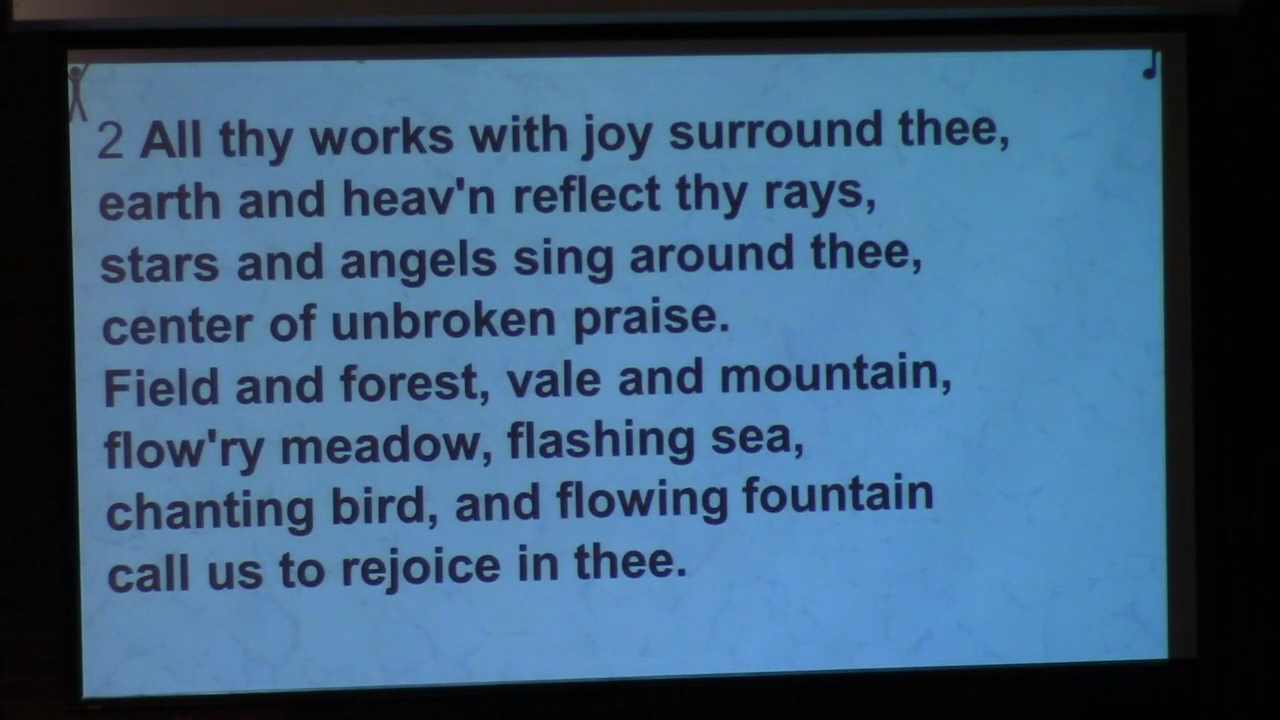 2 All thy works with joy surround thee,
earth and heav'n reflect thy rays,
stars and angels sing around thee,
center of unbroken praise.
Field and forest, vale and mountain,
flow'ry meadow, flashing sea,
chanting bird, and flowing fountain
call us to rejoice in thee.